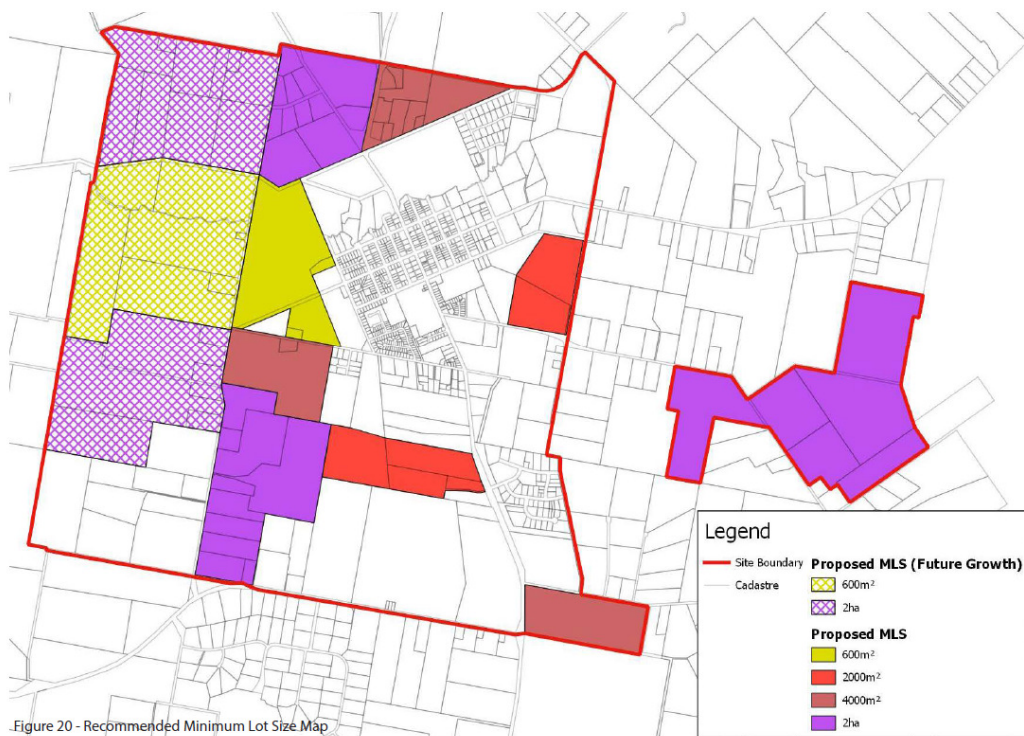 Legend
Site Boundary
Cadastre
Proposed MLS (Future Growth)
600m²
2ha
Proposed MLS
600m²
2000m²
4000m²
2ha
Figure 20 - Recommended Minimum Lot Size Map